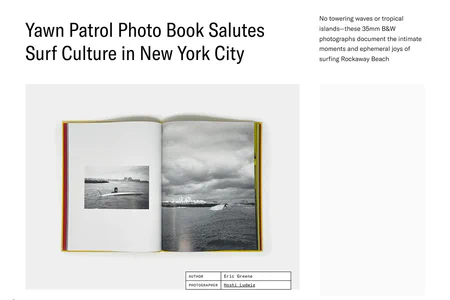 Yawn Patrol Photo Book Salutes
Surf Culture in New York City
No towering waves or tropical
islands—these 35mm B&W
photographs document the intimate
moments and ephemeral joys of
surfing Rockaway Beach
AUTHOR Eric Greene
PHOTOGRAPHER Hoshi Ludwig